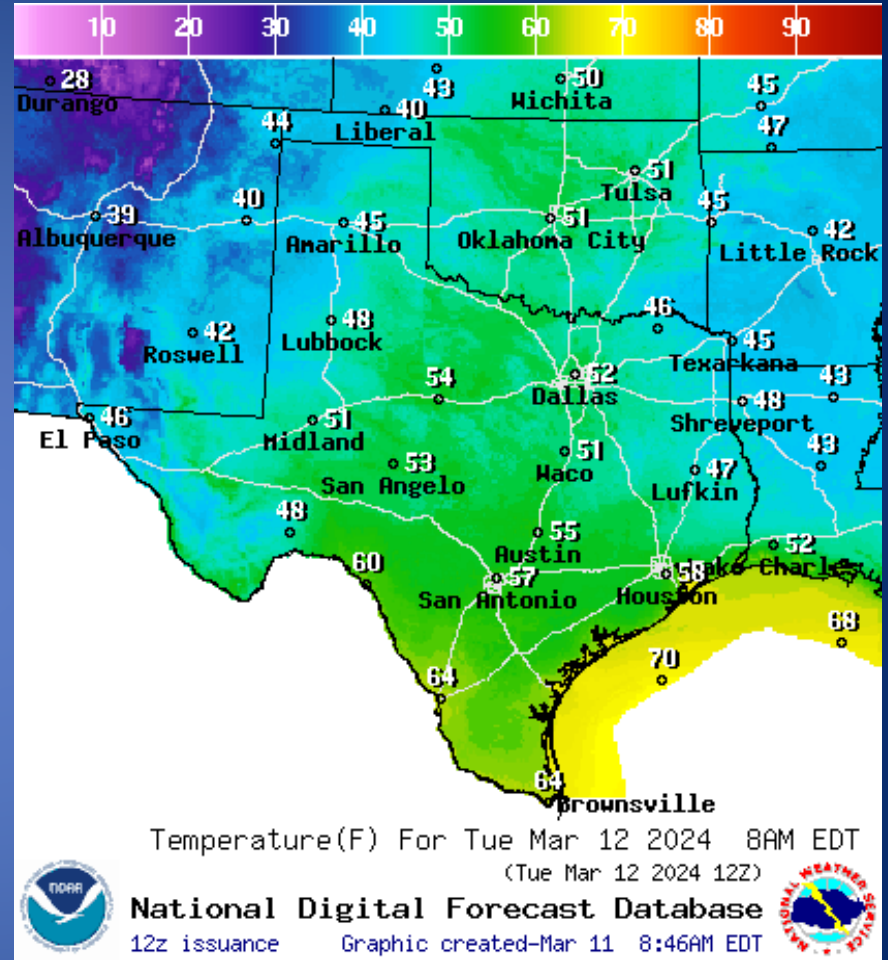 10 20 30 40 50 60 70 80 90
28 43 50 45
Durango 40 Wichita
44 Liberal 47
51
Tulsa
39 40 45 51 45 42
Albuquerque Amarillo Oklahoma City Little Rock
42 48 46 45
Roswell Lubbock Texarkana
54 52 43
Dallas 48
46 51 Shreveport
El Paso Midland 51 43
53 Waco 47
San Angelo Lufkin
48 55 52
Austin Lake Charles
60 57 58
San Antonio Houston
68
64 70
64
Brownsville
Temperature(F) For Tue Mar 12 2024 8AM EDT
(Tue Mar 12 2024 12Z)
NOAA
National Digital Forecast Database
12z issuance Graphic created-Mar 11 8:46AM EDT
NATIONAL WEATHER SERVICE